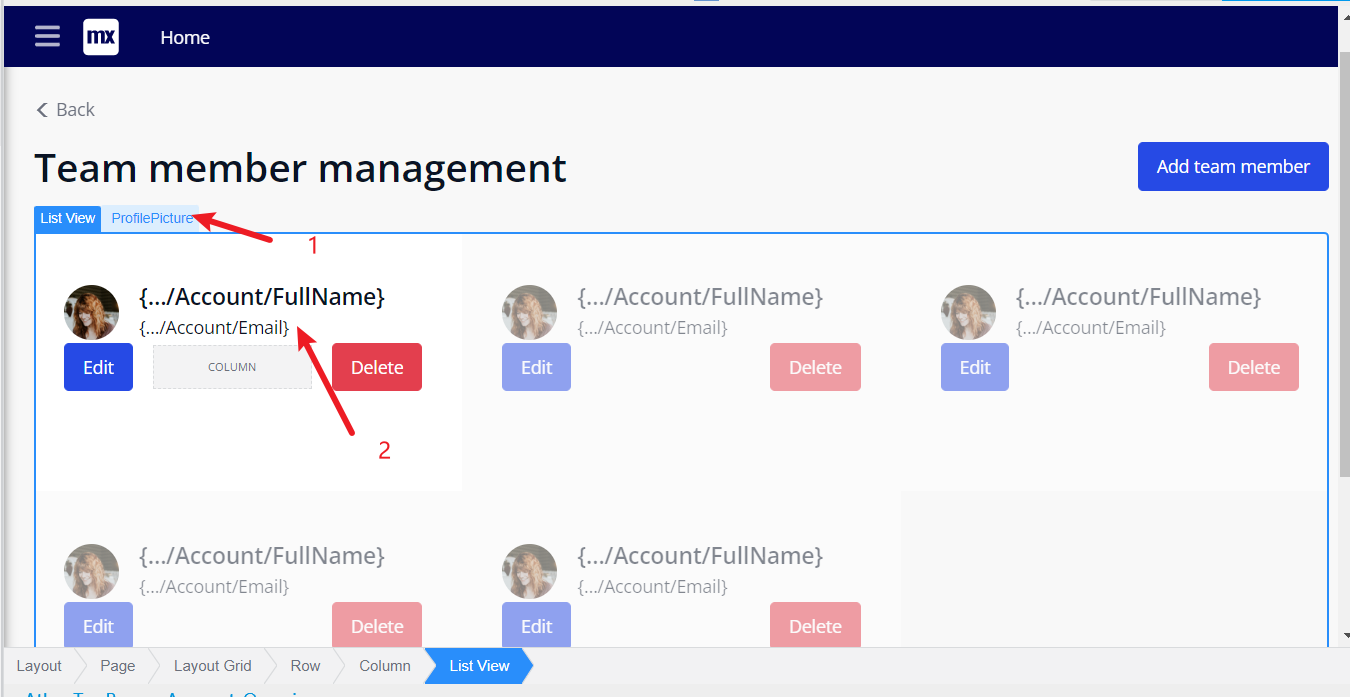 mx Home
Back
Team member management
Add team member
List View ProfilePicture
1
{.../Account/FullName} {.../Account/FullName} {.../Account/FullName}
{.../Account/Email} {.../Account/Email} {.../Account/Email}
Edit COLUMN Delete Edit Delete Edit Delete
2
{.../Account/FullName} {.../Account/FullName}
{.../Account/Email} {.../Account/Email}
Edit Delete Edit Delete
Layout Page Layout Grid Row Column List View